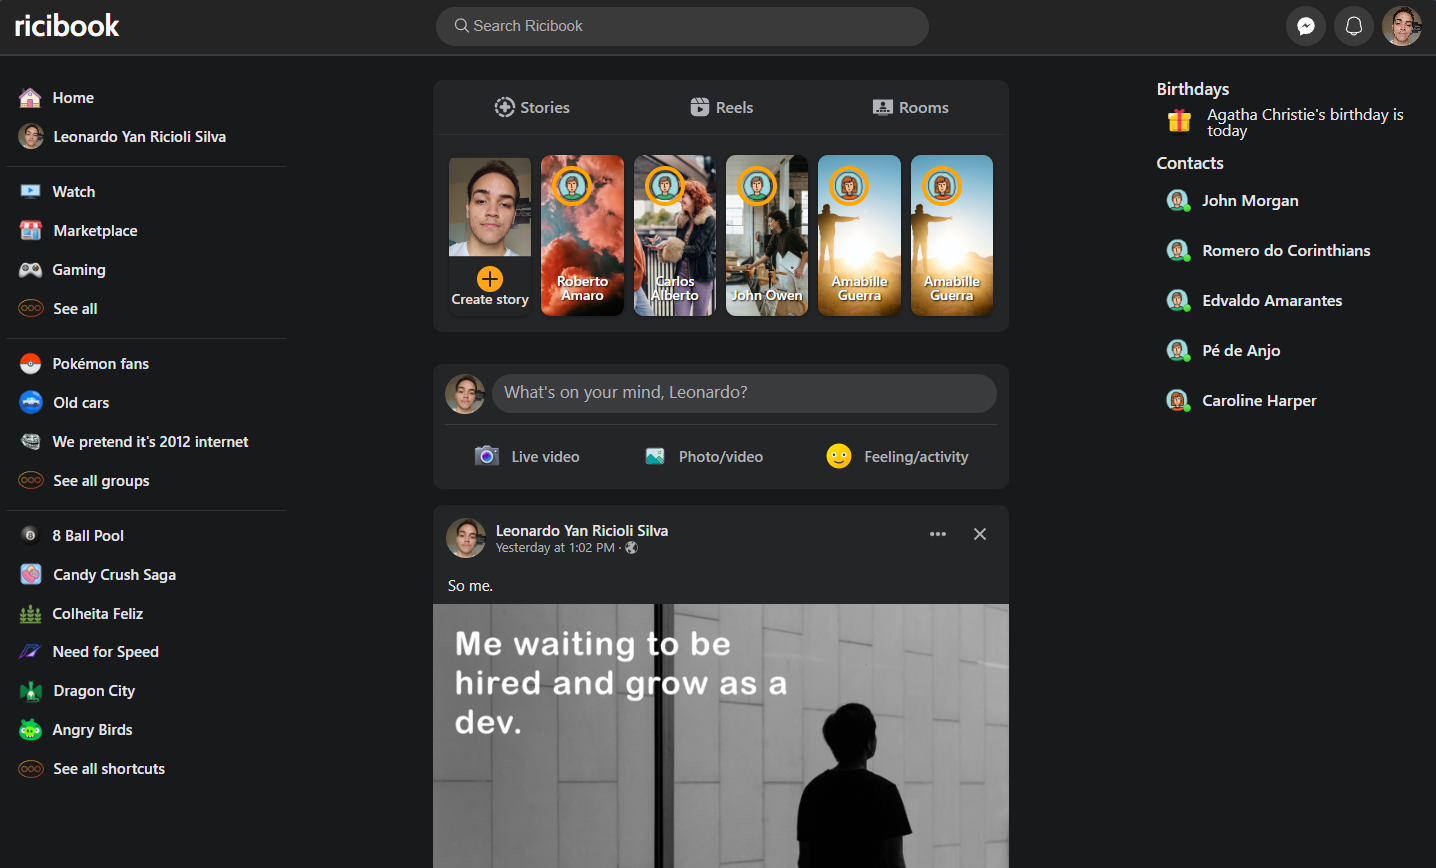 ricibook
Search Ricibook
Home
Leonardo Yan Ricioli Silva
Watch
Marketplace
Gaming
See all
Pokémon fans
Old cars
We pretend it's 2012 internet
See all groups
8 Ball Pool
Candy Crush Saga
Colheita Feliz
Need for Speed
Dragon City
Angry Birds
See all shortcuts
Stories
Reels
Rooms
Create story
Roberto
Amaro
Carlos
Alberto
John Owen
Amabille
Guerra
Amabille
Guerra
What's on your mind, Leonardo?
Live video
Photo/video
Feeling/activity
Leonardo Yan Ricioli Silva
Yesterday at 1:02 PM ·
So me.
Me waiting to be
hired and grow as a
dev.
Birthdays
Agatha Christie's birthday is
today
Contacts
John Morgan
Romero do Corinthians
Edvaldo Amarantes
Pé de Anjo
Caroline Harper